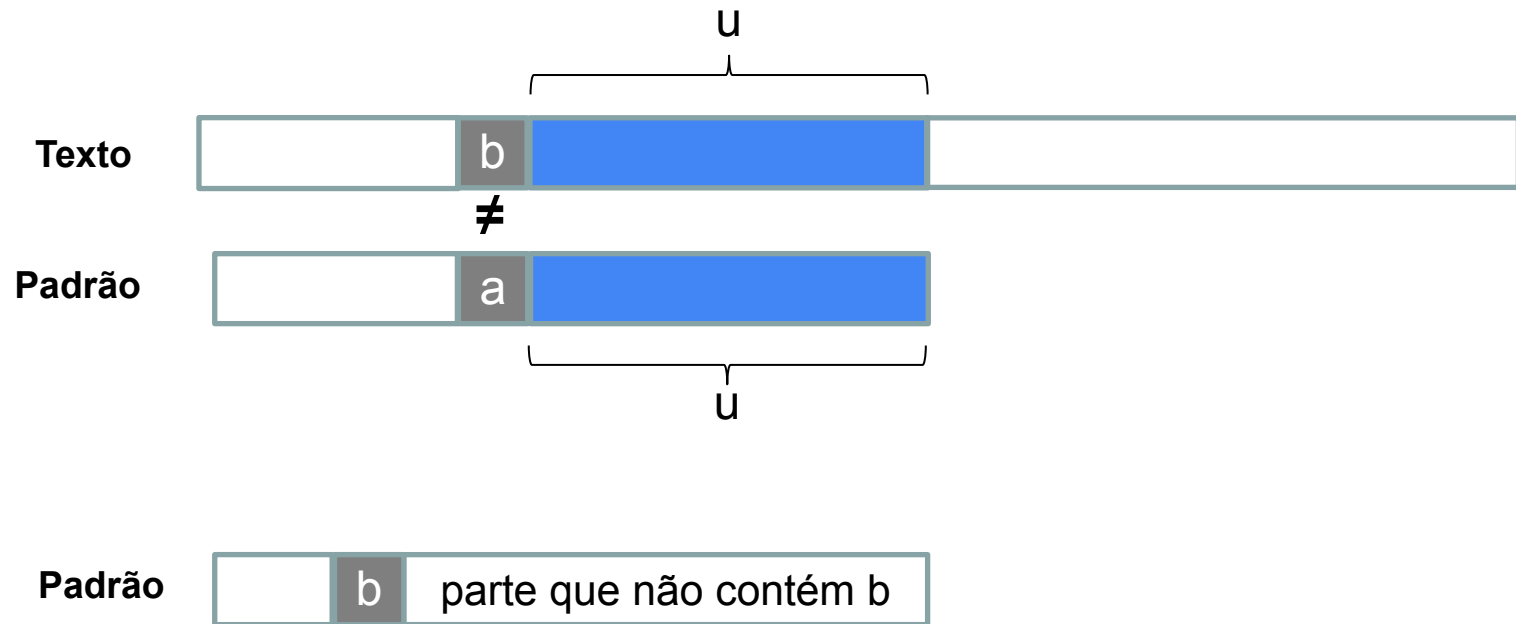 u
Texto b
≠
Padrão a
u
Padrão b parte que não contém b